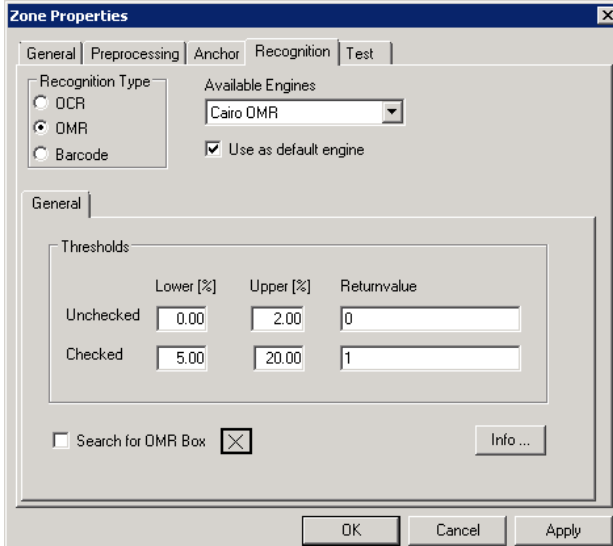 Zone Properties
General Preprocessing Anchor Recognition Test
Recognition Type
OCR
OMR
Barcode
Available Engines
Cairo OMR
Use as default engine
General
Thresholds
Lower [%] Upper [%] Returnvalue
Unchecked 0.00 2.00 0
Checked 5.00 20.00 1
Search for OMR Box
Info ...
OK Cancel Apply